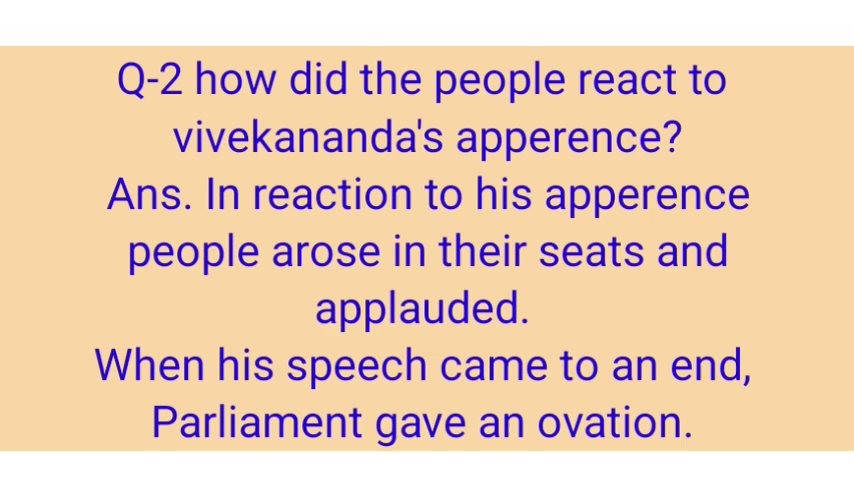 Q-2 how did the people react to
vivekananda's apperence?
Ans. In reaction to his apperence
people arose in their seats and
applauded.
When his speech came to an end,
Parliament gave an ovation.